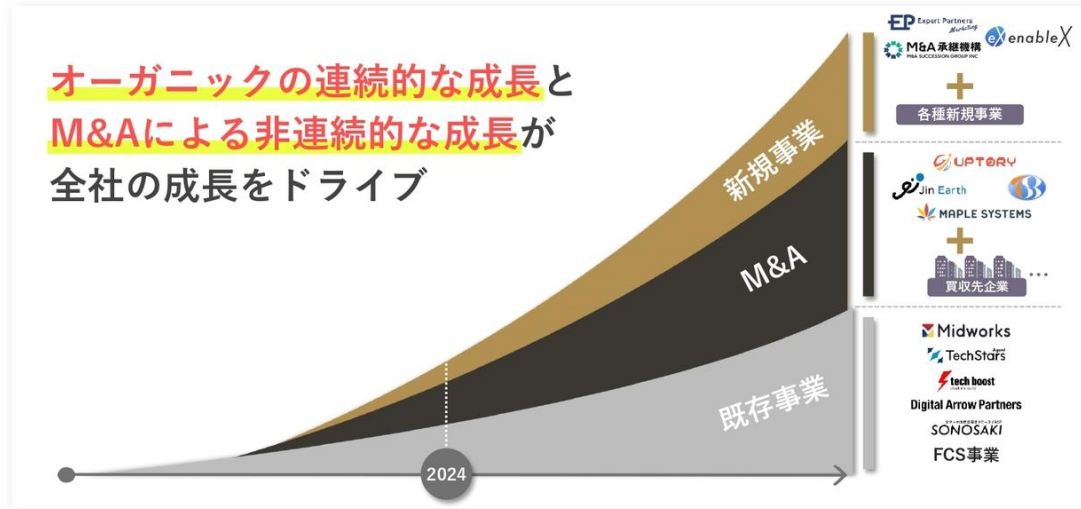 オーガニックの連続的な成長と
M&Aによる非連続的な成長が
全社の成長をドライブ
新規事業
M&A
既存事業
2024
EP Expert Partners
Marketing
eX enableX
M&A承継機構
M&A SUCCESSION GROUP INC
+
各種新規事業
UPTORY
Jin Earth
MAPLE SYSTEMS
+
...
買収先企業
Midworks
TechStars
Agent
tech boost
Digital Arrow Partners
SONOSAKI
FCS事業